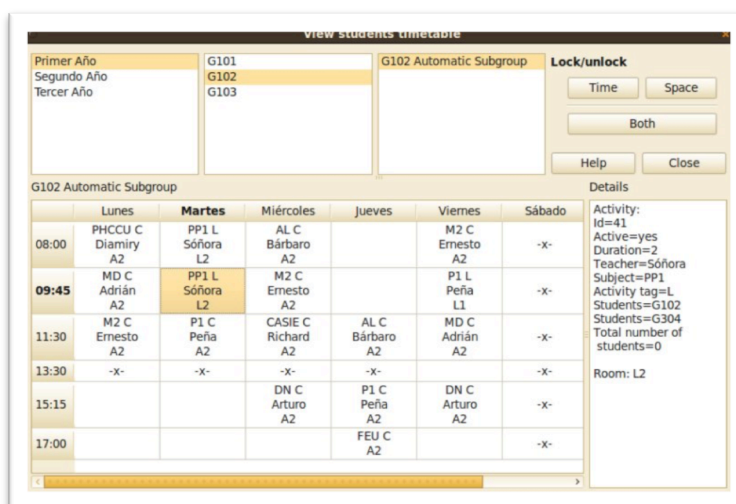 View students timetable
Primer Año
Segundo Año
Tercer Año
G101
G102
G103
G102 Automatic Subgroup
Lock/unlock
Time Space
Both
Help Close
G102 Automatic Subgroup
Details
Lunes Martes Miércoles Jueves Viernes Sábado
08:00
PHCCU C
Diamiry
A2
PP1 L
Sóñora
L2
AL C
Bárbaro
A2
M2 C
Ernesto
A2
-x-
09:45
MD C
Adrián
A2
PP1 L
Sóñora
L2
M2 C
Ernesto
A2
P1 L
Peña
L1
-x-
11:30
M2 C
Ernesto
A2
P1 C
Peña
A2
CASIE C
Richard
A2
AL C
Bárbaro
A2
MD C
Adrián
A2
-x-
13:30
-x- -x- -x- -x- -x-
15:15
DN C
Arturo
A2
P1 C
Peña
A2
DN C
Arturo
A2
-x-
17:00
FEU C
A2
-x-
Activity:
Id=41
Active=yes
Duration=2
Teacher=Sóñora
Subject=PP1
Activity tag=L
Students=G102
Students=G304
Total number of
students=0
Room: L2